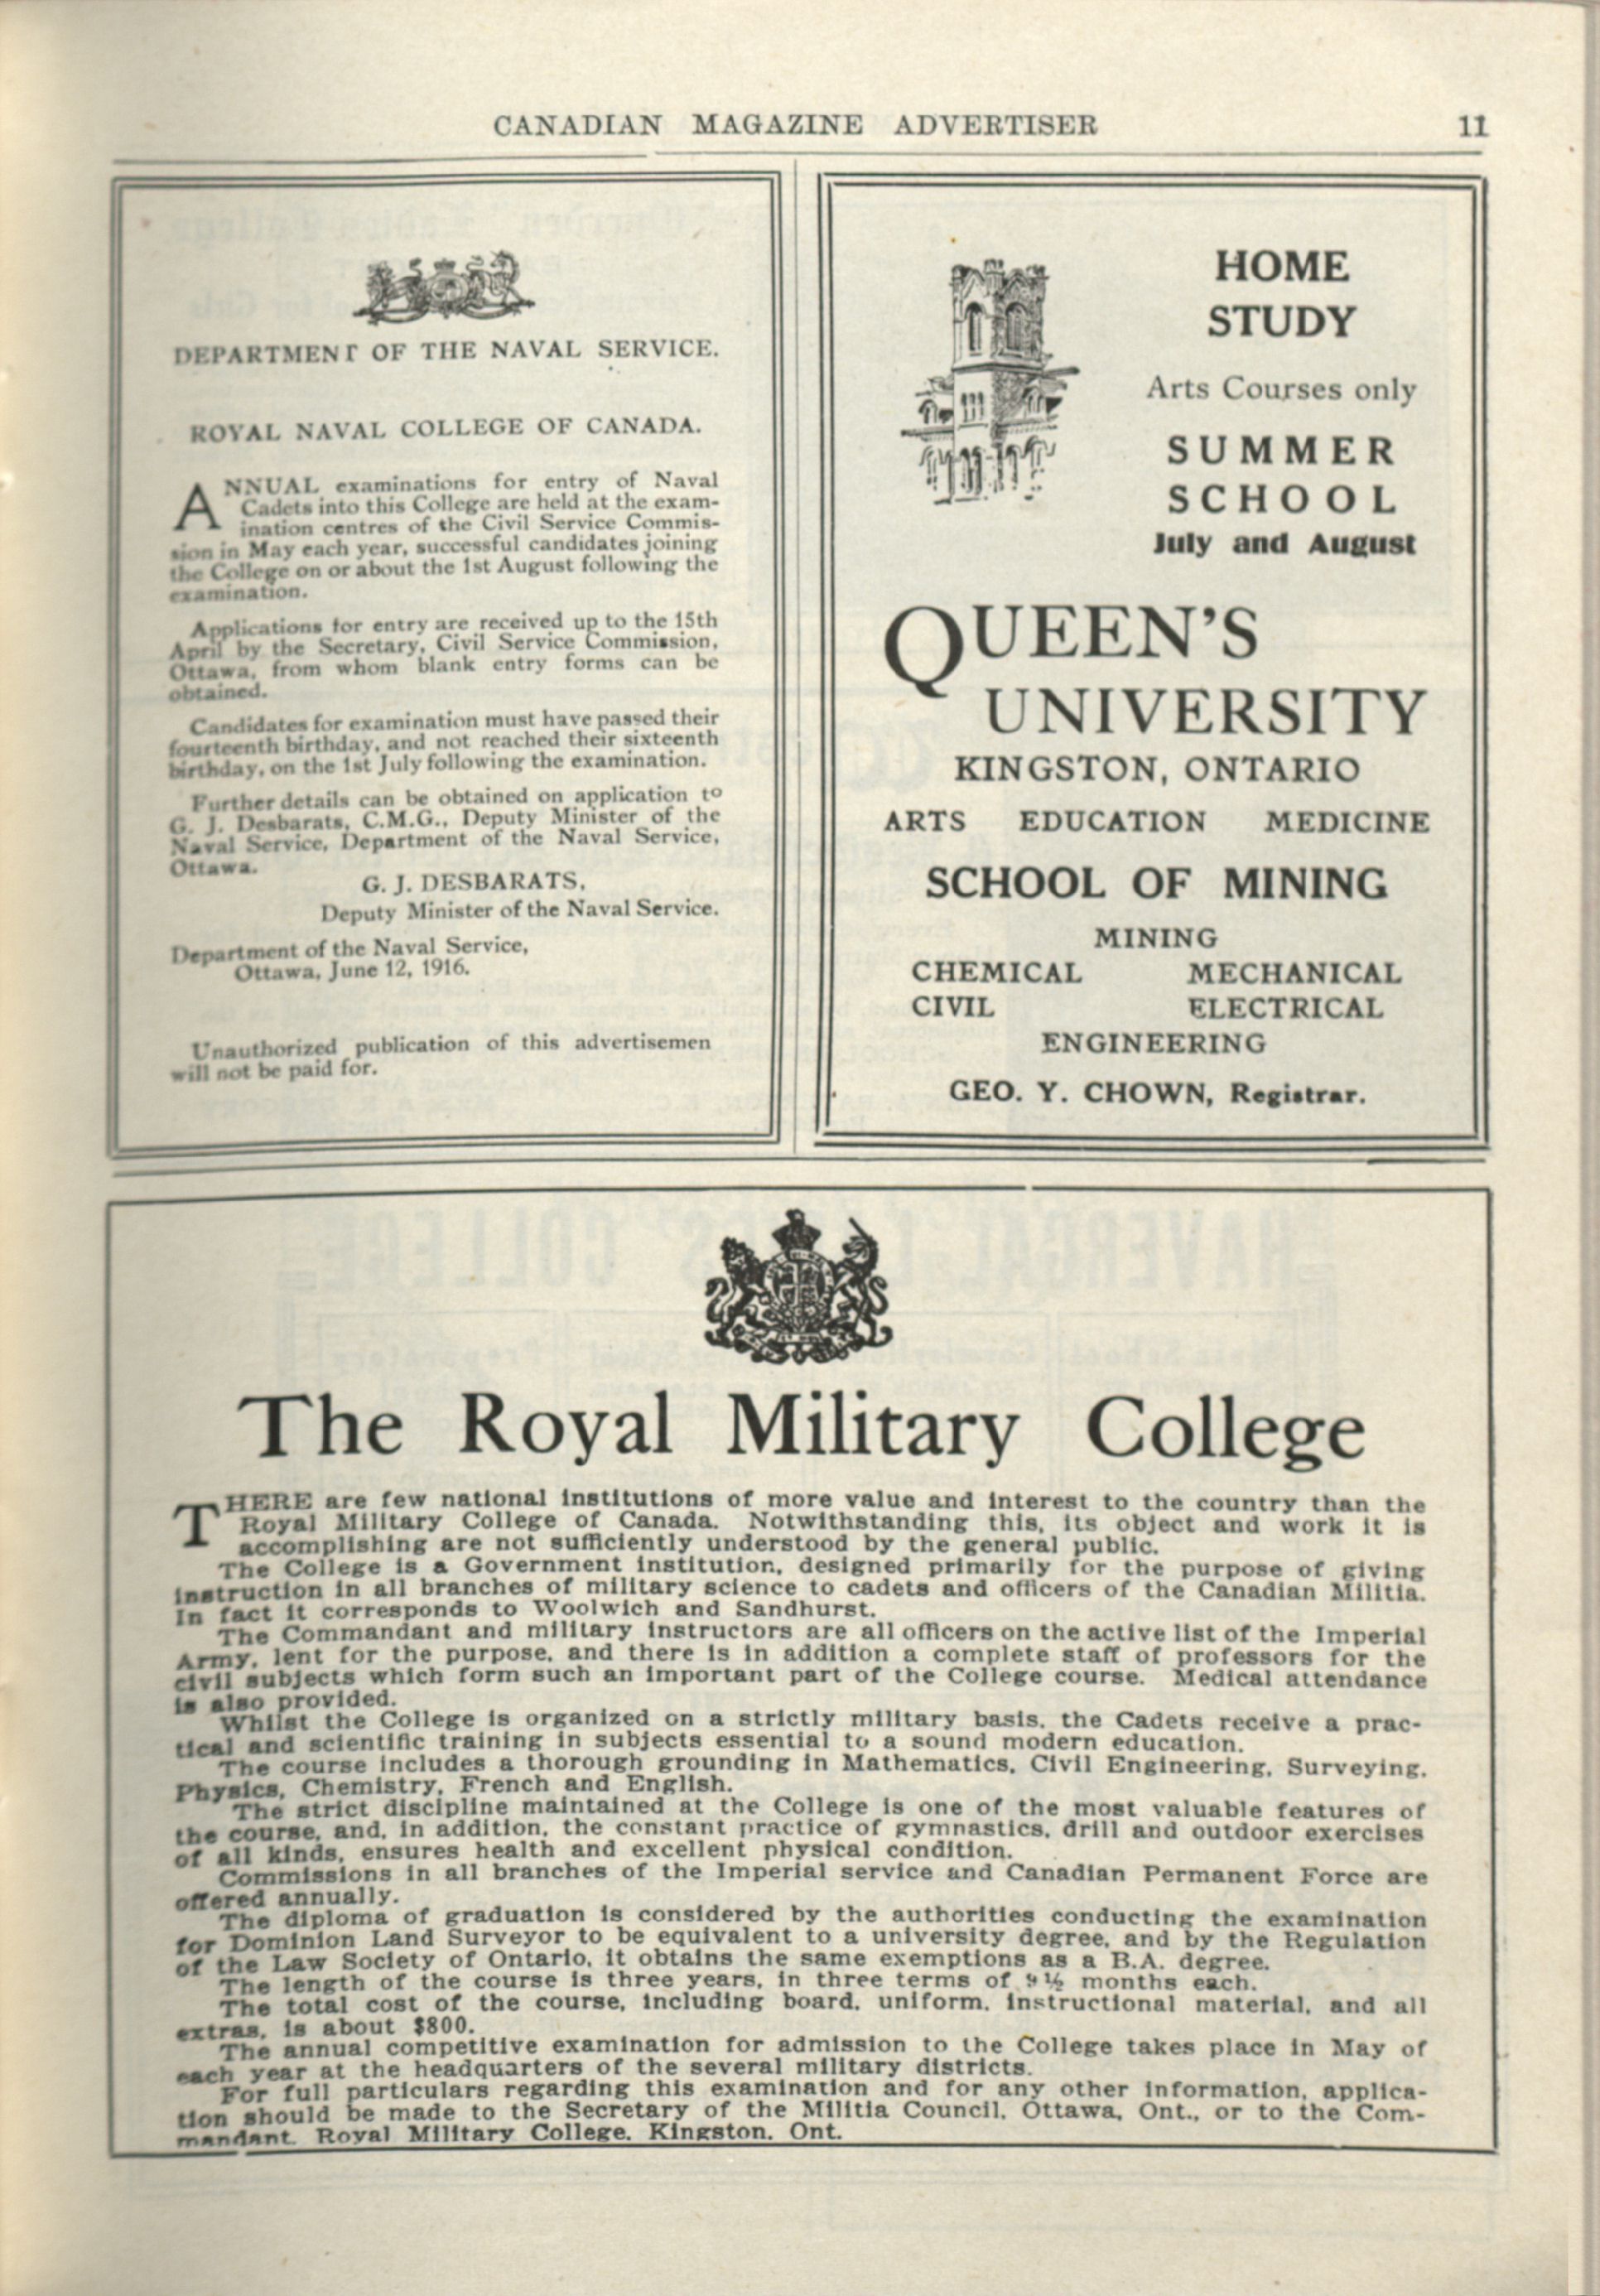 CANADIAN MAGAZINE ADVERTISER 11
DEPARTMENT OF THE NAVAL SERVICE.
ROYAL NAVAL COLLEGE OF CANADA.
ANNUAL examinations for entry of Naval
Cadets into this College are held at the exam-
ination centres of the Civil Service Commis-
sion in May each year, successful candidates joining
the College on or about the 1st August following the
examination.
Applications for entry are received up to the 15th
April by the Secretary, Civil Service Commission,
Ottawa, from whom blank entry forms can be
obtained.
Candidates for examination must have passed their
fourteenth birthday, and not reached their sixteenth
birthday, on the 1st July following the examination.
Further details can be obtained on application to
G. J. Desbarats, C.M.G., Deputy Minister of the
Naval Service, Department of the Naval Service,
Ottawa.
G. J. DESBARATS,
Deputy Minister of the Naval Service.
Department of the Naval Service,
Ottawa, June 12, 1916.
Unauthorized publication of this advertisemen
will not be paid for.
HOME
STUDY
Arts Courses only
SUMMER
SCHOOL
July and August
QUEEN'S
UNIVERSITY
KINGSTON, ONTARIO
ARTS EDUCATION MEDICINE
SCHOOL OF MINING
MINING
CHEMICAL MECHANICAL
CIVIL ELECTRICAL
ENGINEERING
GEO. Y. CHOWN, Registrar.
The Royal Military College
THERE are few national institutions of more value and interest to the country than the
Royal Military College of Canada. Notwithstanding this, its object and work it is
accomplishing are not sufficiently understood by the general public.
The College is a Government institution, designed primarily for the purpose of giving
instruction in all branches of military science to cadets and officers of the Canadian Militia.
In fact it corresponds to Woolwich and Sandhurst.
The Commandant and military instructors are all officers on the active list of the Imperial
Army, lent for the purpose, and there is in addition a complete staff of professors for the
civil subjects which form such an important part of the College course. Medical attendance
is also provided.
Whilst the College is organized on a strictly military basis, the Cadets receive a prac-
tical and scientific training in subjects essential to a sound modern education.
The course includes a thorough grounding in Mathematics, Civil Engineering, Surveying,
Physics, Chemistry, French and English.
The strict discipline maintained at the College is one of the most valuable features of
the course, and, in addition, the constant practice of gymnastics, drill and outdoor exercises
of all kinds, ensures health and excellent physical condition.
Commissions in all branches of the Imperial service and Canadian Permanent Force are
offered annually.
The diploma of graduation is considered by the authorities conducting the examination
for Dominion Land Surveyor to be equivalent to a university degree, and by the Regulation
of the Law Society of Ontario, it obtains the same exemptions as a B.A. degree.
The length of the course is three years, in three terms of 9½ months each.
The total cost of the course, including board, uniform, instructional material, and all
extras, is about $800.
The annual competitive examination for admission to the College takes place in May of
each year at the headquarters of the several military districts.
For full particulars regarding this examination and for any other information, applica-
tion should be made to the Secretary of the Militia Council, Ottawa, Ont., or to the Com-
mandant, Royal Military College, Kingston, Ont.